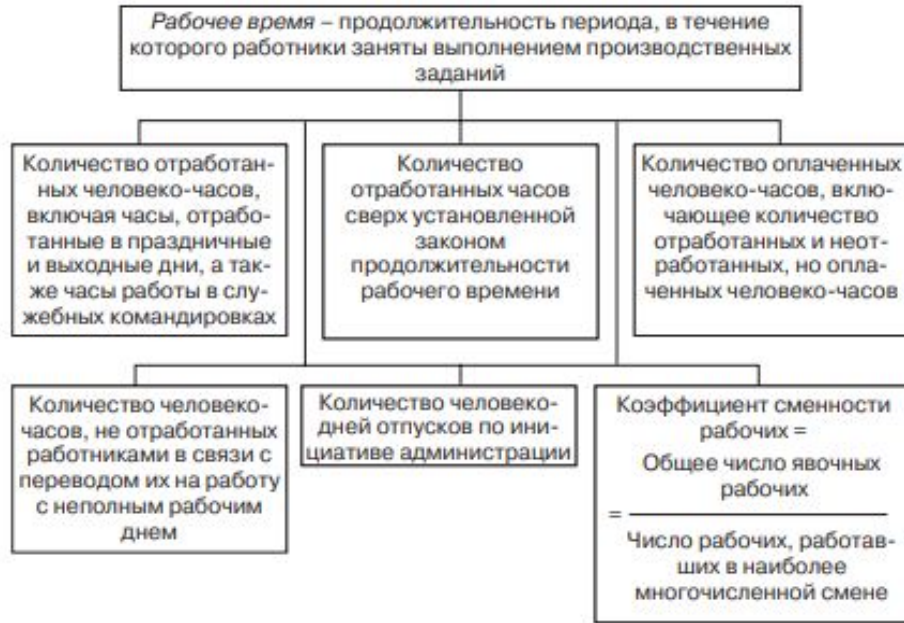 Рабочее время – продолжительность периода, в течение
которого работники заняты выполнением производственных
заданий
Количество отработан-
ных человеко-часов,
включая часы, отрабо-
танные в праздничные
и выходные дни, а так-
же часы работы в слу-
жебных командировках
Количество
отработанных часов
сверх установленной
законом
продолжительности
рабочего времени
Количество оплаченных
человеко-часов, вклю-
чающее количество
отработанных и неот-
работанных, но опла-
ченных человеко-часов
Количество человеко-
часов, не отработанных
работниками в связи с
переводом их на работу
с неполным рабочим
днем
Количество человеко-
дней отпусков по ини-
циативе администрации
Коэффициент сменности
рабочих =
Общее число явочных
рабочих
=
Число рабочих, работав-
ших в наиболее
многочисленной смене